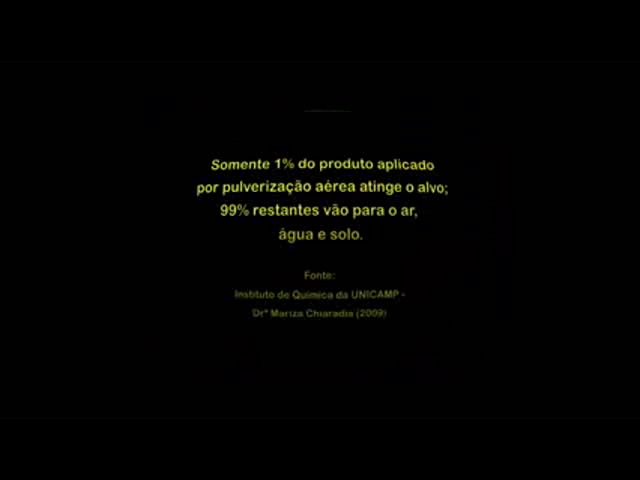 Somente 1% do produto aplicado
por pulverização aérea atinge o alvo;
99% restantes vão para o ar,
água e solo.
Fonte:
Instituto de Química da UNICAMP -
Drª Mariza Chiaradia (2009)